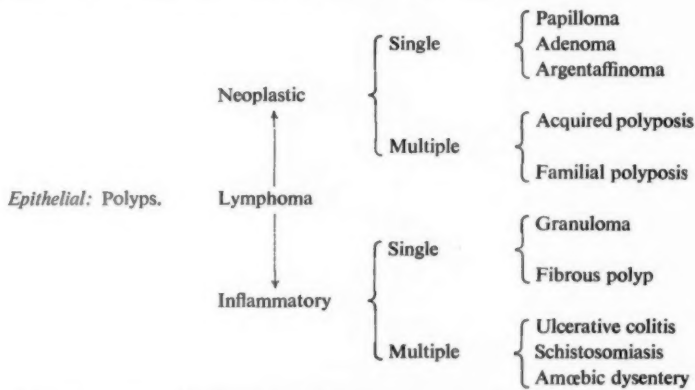 Papilloma
Single Adenoma
Argentaffinoma
Neoplastic
Acquired polyposis
Multiple
Familial polyposis
Epithelial: Polyps. Lymphoma
Granuloma
Single
Fibrous polyp
Inflammatory
Ulcerative colitis
Multiple Schistosomiasis
Amœbic dysentery